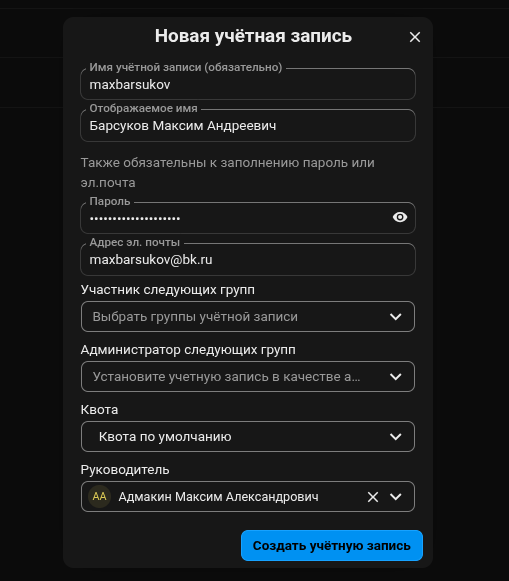 Новая учётная запись
Имя учётной записи (обязательно)
maxbarsukov
Отображаемое имя
Барсуков Максим Андреевич
Также обязательны к заполнению пароль или
эл.почта
Пароль
••••••••••••••••••••
Адрес эл. почты
maxbarsukov@bk.ru
Участник следующих групп
Выбрать группы учётной записи
Администратор следующих групп
Установите учетную запись в качестве а...
Квота
Квота по умолчанию
Руководитель
АА Адмакин Максим Александрович
Создать учётную запись